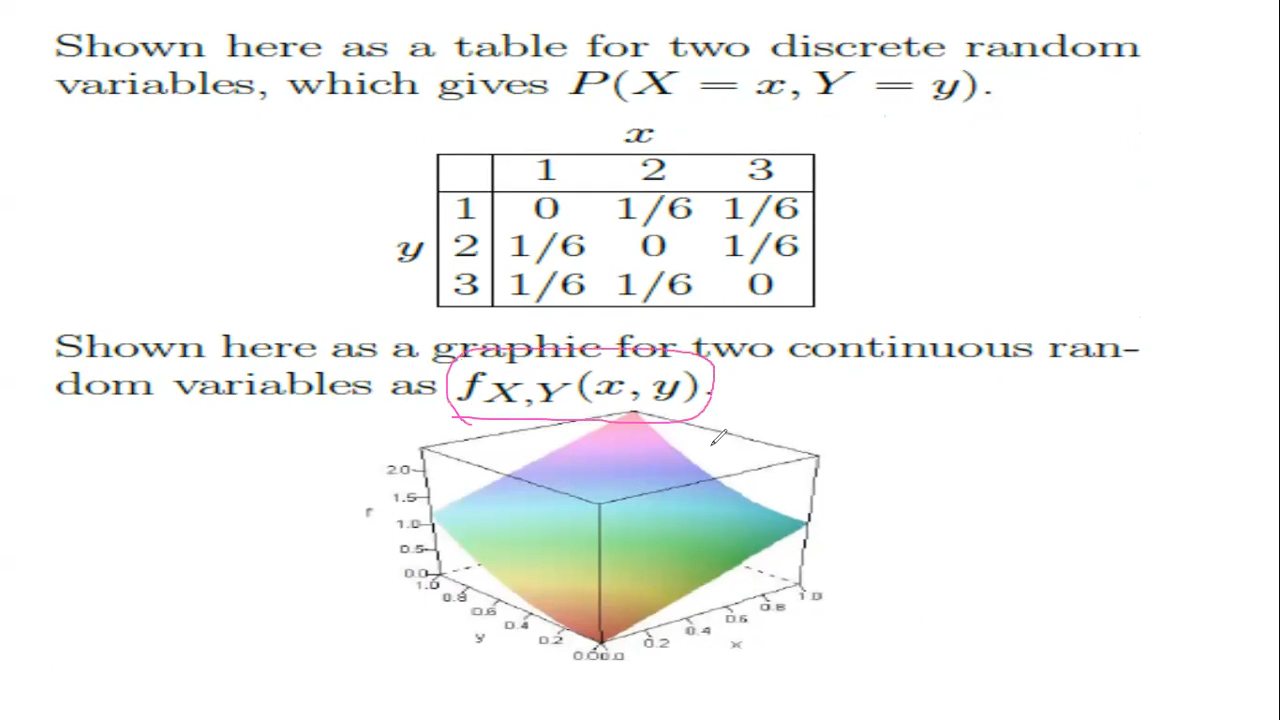 Shown here as a table for two discrete random
variables, which gives P(X = x, Y = y).
x
1 2 3
1 0 1/6 1/6
y 2 1/6 0 1/6
3 1/6 1/6 0
Shown here as a graphic for two continuous ran-
dom variables as f_{X,Y}(x, y).
2.0
1.5
f
1.0
0.5
0.0
1.0 0.8 0.6 0.4 0.2 0.0
y
0.0 0.2 0.4 0.6 0.8 1.0
x